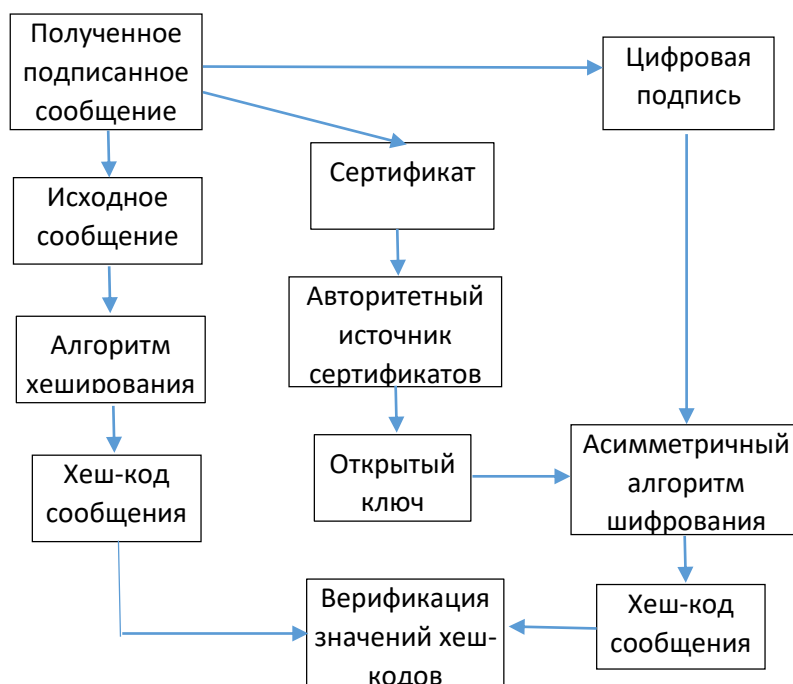 Полученное
подписанное
сообщение
Цифровая
подпись
Сертификат
Исходное
сообщение
Авторитетный
источник
сертификатов
Алгоритм
хеширования
Открытый
ключ
Асимметричный
алгоритм
шифрования
Хеш-код
сообщения
Верификация
значений хеш-
кодов
Хеш-код
сообщения